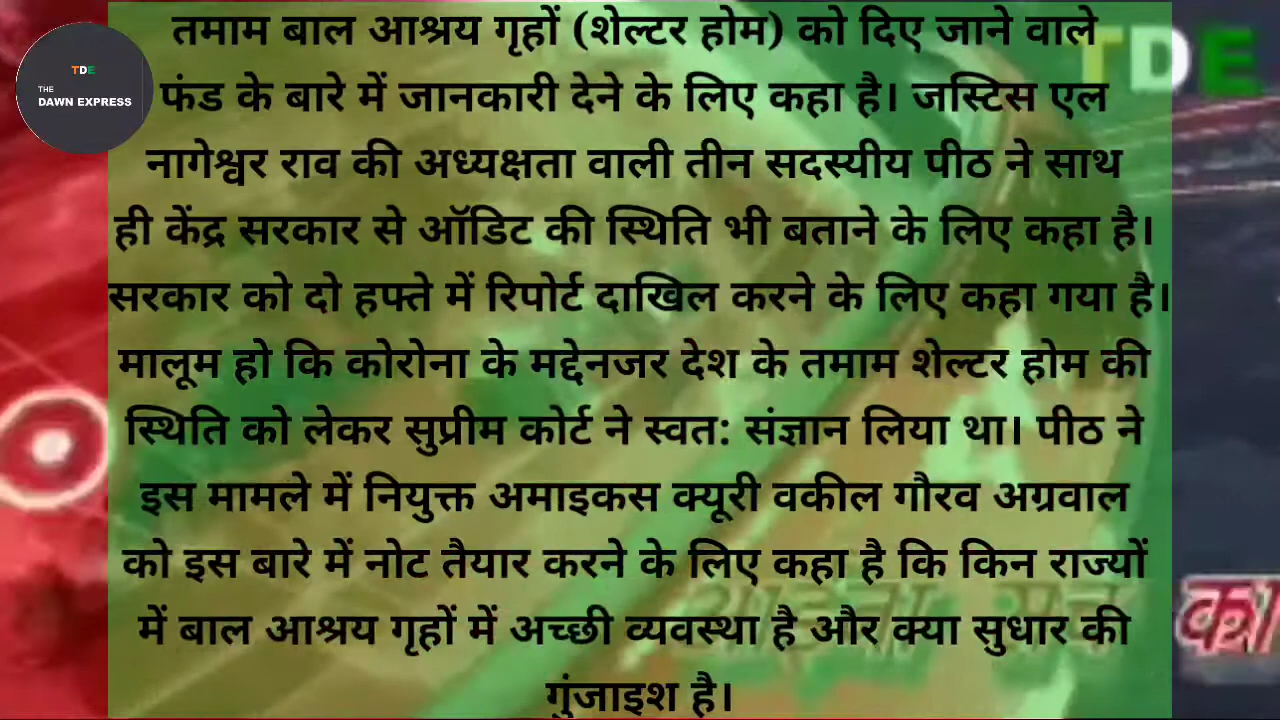 तमाम बाल आश्रय गृहों (शेल्टर होम) को दिए जाने वाले
TDE
TDE
THE
DAWN EXPRESS
फंड के बारे में जानकारी देने के लिए कहा है। जस्टिस एल
नागेश्वर राव की अध्यक्षता वाली तीन सदस्यीय पीठ ने साथ
ही केंद्र सरकार से ऑडिट की स्थिति भी बताने के लिए कहा है।
सरकार को दो हफ्ते में रिपोर्ट दाखिल करने के लिए कहा गया है।
मालूम हो कि कोरोना के मद्देनजर देश के तमाम शेल्टर होम की
स्थिति को लेकर सुप्रीम कोर्ट ने स्वत: संज्ञान लिया था। पीठ ने
इस मामले में नियुक्त अमाइकस क्यूरी वकील गौरव अग्रवाल
को इस बारे में नोट तैयार करने के लिए कहा है कि किन राज्यों
में बाल आश्रय गृहों में अच्छी व्यवस्था है और क्या सुधार की
गुंजाइश है।
का